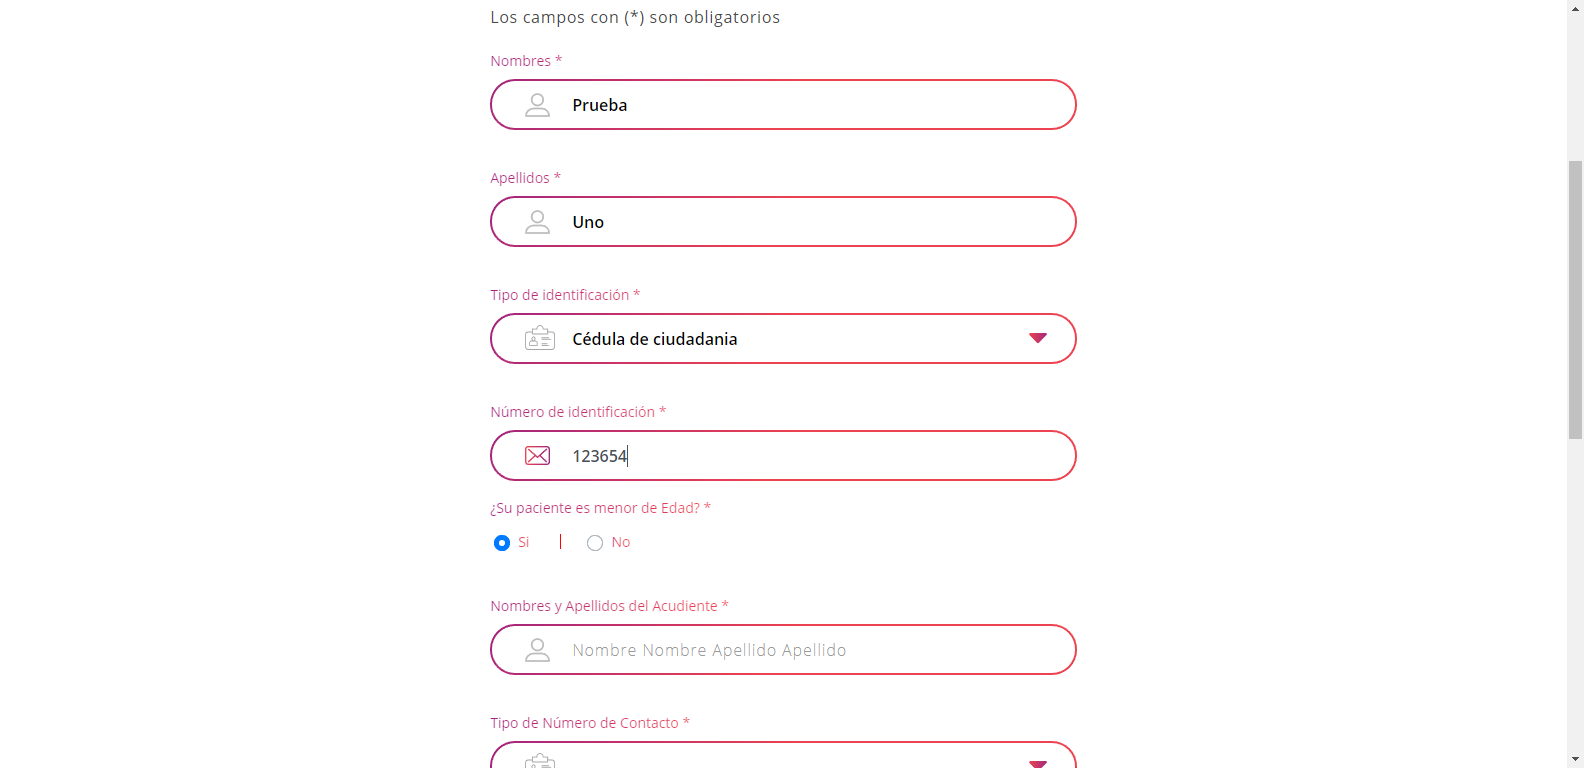 Los campos con (*) son obligatorios
Nombres *
Prueba
Apellidos *
Uno
Tipo de identificación *
Cédula de ciudadania
Número de identificación *
123654
¿Su paciente es menor de Edad? *
Si | No
Nombres y Apellidos del Acudiente *
Nombre Nombre Apellido Apellido
Tipo de Número de Contacto *